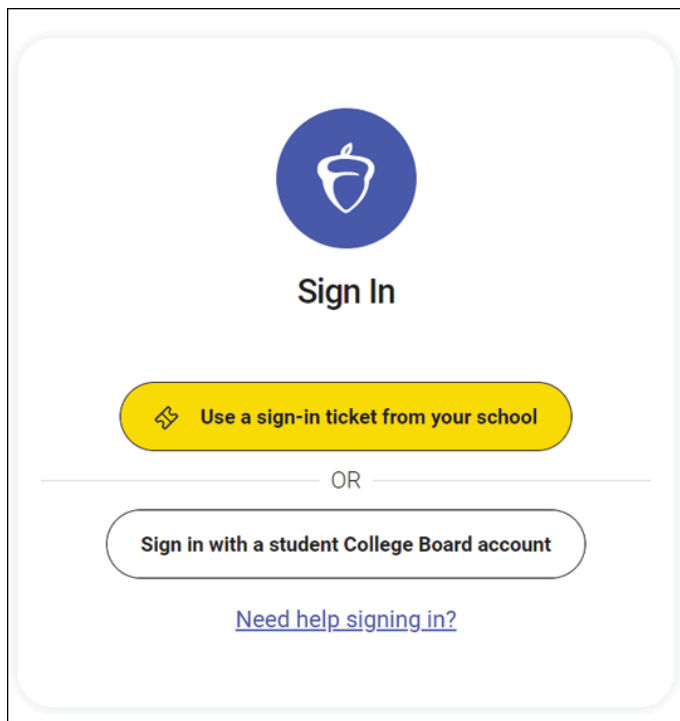 Sign In
Use a sign-in ticket from your school
OR
Sign in with a student College Board account
Need help signing in?